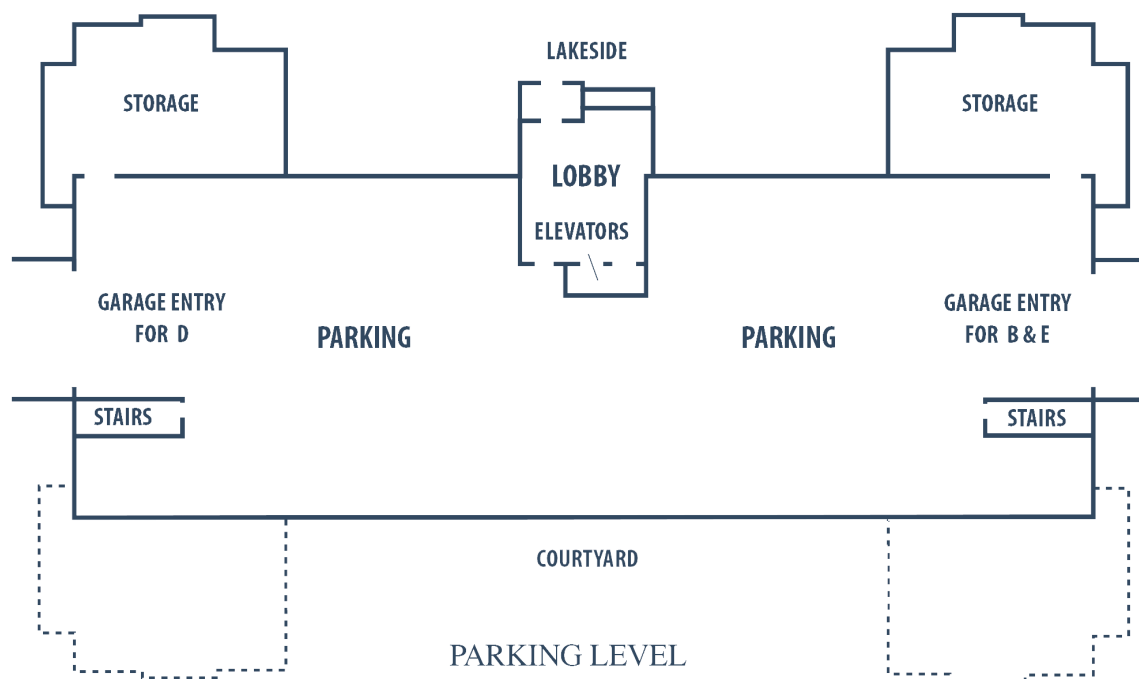 LAKESIDE
STORAGE
STORAGE
LOBBY
ELEVATORS
GARAGE ENTRY
FOR D
PARKING
PARKING
GARAGE ENTRY
FOR B & E
STAIRS
STAIRS
COURTYARD
PARKING LEVEL